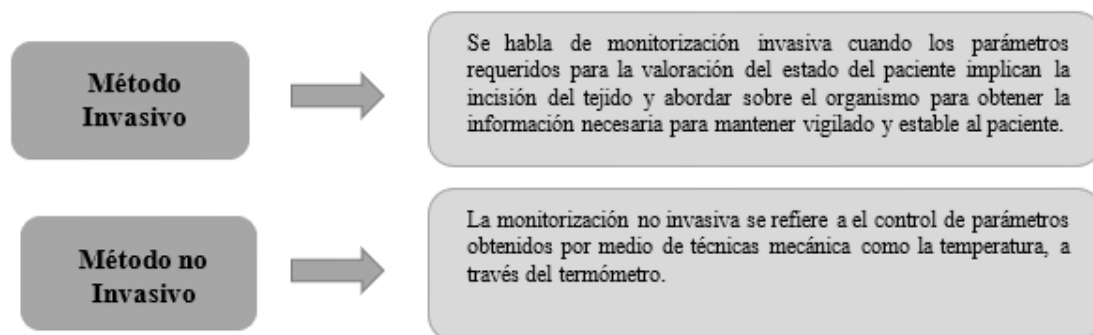 Método
Invasivo
Se habla de monitorización invasiva cuando los parámetros
requeridos para la valoración del estado del paciente implican la
incisión del tejido y abordar sobre el organismo para obtener la
información necesaria para mantener vigilado y estable al paciente.
Método no
Invasivo
La monitorización no invasiva se refiere a el control de parámetros
obtenidos por medio de técnicas mecánica como la temperatura, a
través del termómetro.